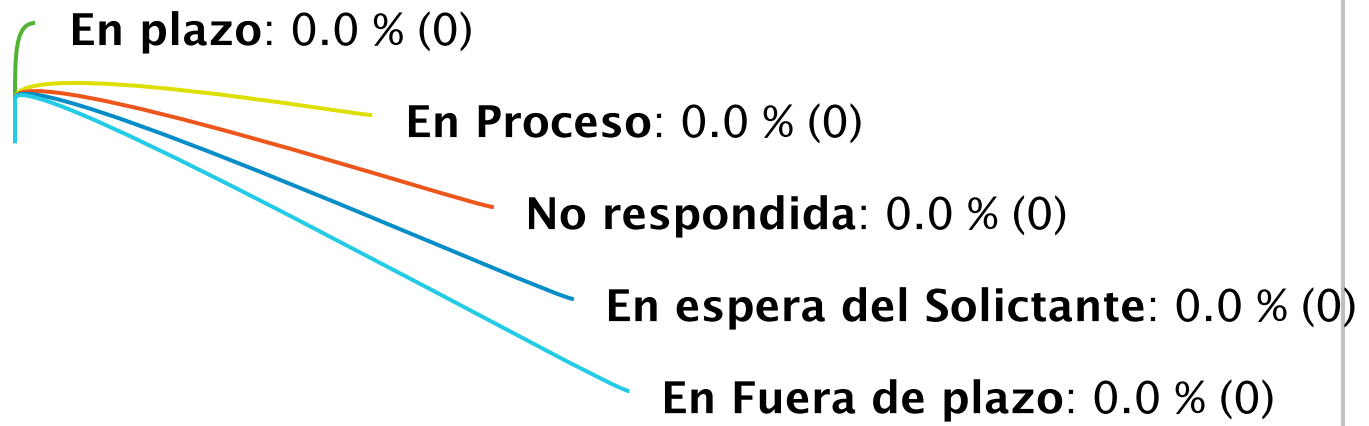 En plazo: 0.0 % (0)
En Proceso: 0.0 % (0)
No respondida: 0.0 % (0)
En espera del Solictante: 0.0 % (0)
En Fuera de plazo: 0.0 % (0)